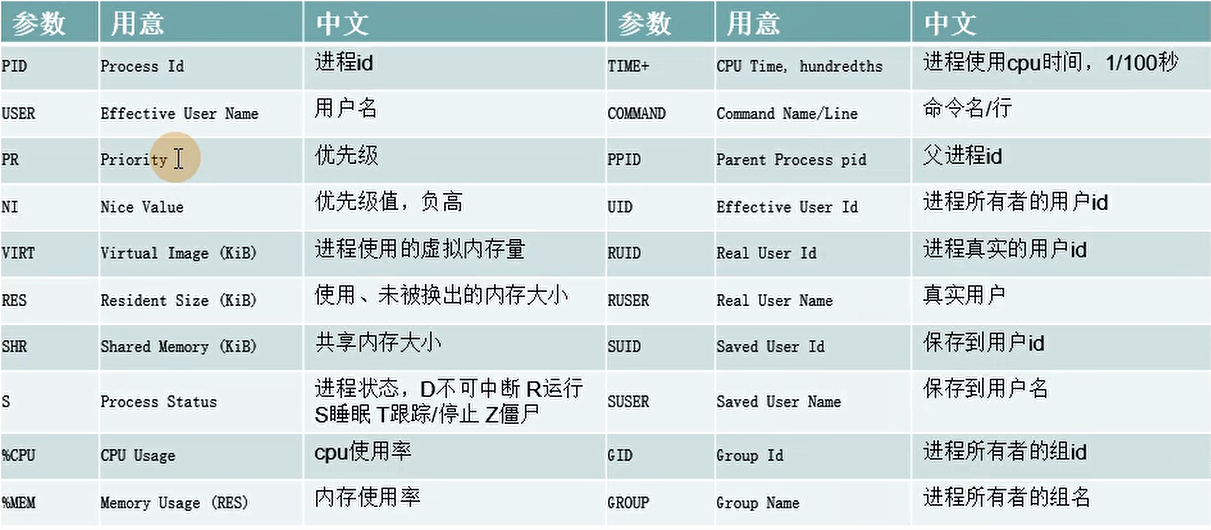 参数 用意 中文 参数 用意 中文
PID Process Id 进程id TIME+ CPU Time, hundredths 进程使用cpu时间，1/100秒
USER Effective User Name 用户名 COMMAND Command Name/Line 命令名/行
PR Priority 优先级 PPID Parent Process pid 父进程id
NI Nice Value 优先级值，负高 UID Effective User Id 进程所有者的用户id
VIRT Virtual Image (KiB) 进程使用的虚拟内存量 RUID Real User Id 进程真实的用户id
RES Resident Size (KiB) 使用、未被换出的内存大小 RUSER Real User Name 真实用户
SHR Shared Memory (KiB) 共享内存大小 SUID Saved User Id 保存到用户id
S Process Status 进程状态，D不可中断 R运行
S睡眠 T跟踪/停止 Z僵尸 SUSER Saved User Name 保存到用户名
%CPU CPU Usage cpu使用率 GID Group Id 进程所有者的组id
%MEM Memory Usage (RES) 内存使用率 GROUP Group Name 进程所有者的组名